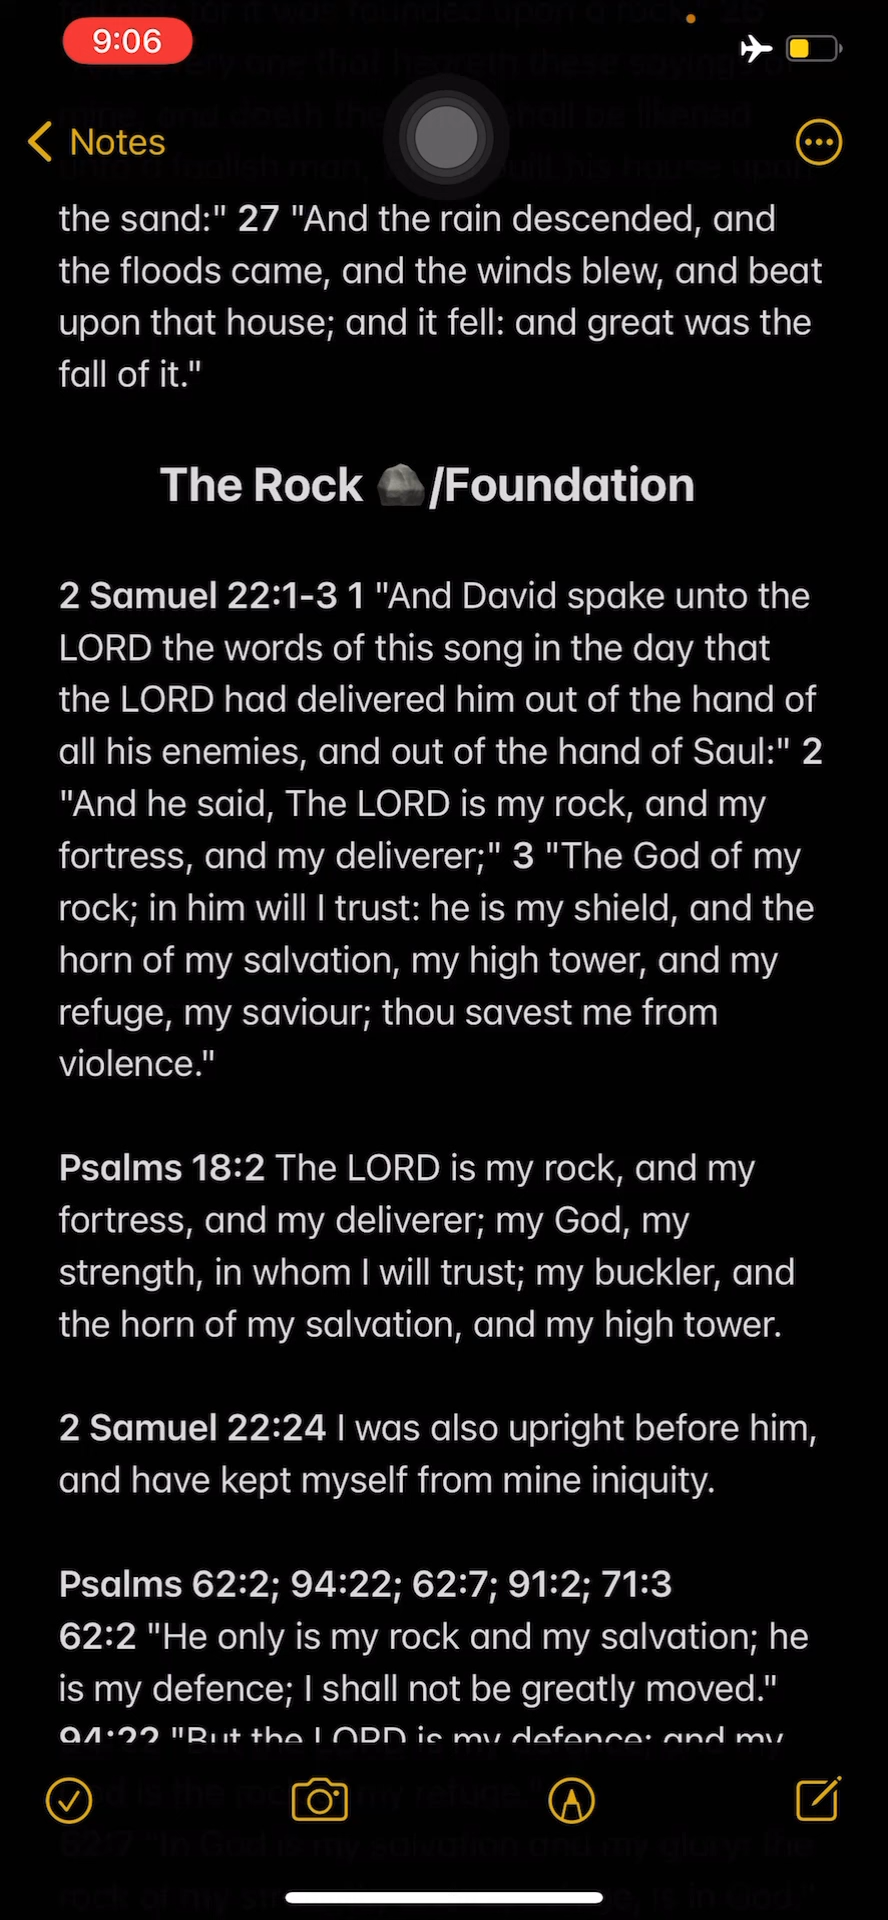 9:06
Notes
the sand:" 27 "And the rain descended, and
the floods came, and the winds blew, and beat
upon that house; and it fell: and great was the
fall of it."
The Rock 🪨/Foundation
2 Samuel 22:1-3 1 "And David spake unto the
LORD the words of this song in the day that
the LORD had delivered him out of the hand of
all his enemies, and out of the hand of Saul:" 2
"And he said, The LORD is my rock, and my
fortress, and my deliverer;" 3 "The God of my
rock; in him will I trust: he is my shield, and the
horn of my salvation, my high tower, and my
refuge, my saviour; thou savest me from
violence."
Psalms 18:2 The LORD is my rock, and my
fortress, and my deliverer; my God, my
strength, in whom I will trust; my buckler, and
the horn of my salvation, and my high tower.
2 Samuel 22:24 I was also upright before him,
and have kept myself from mine iniquity.
Psalms 62:2; 94:22; 62:7; 91:2; 71:3
62:2 "He only is my rock and my salvation; he
is my defence; I shall not be greatly moved."
94:22 "But the LORD is my defence; and my